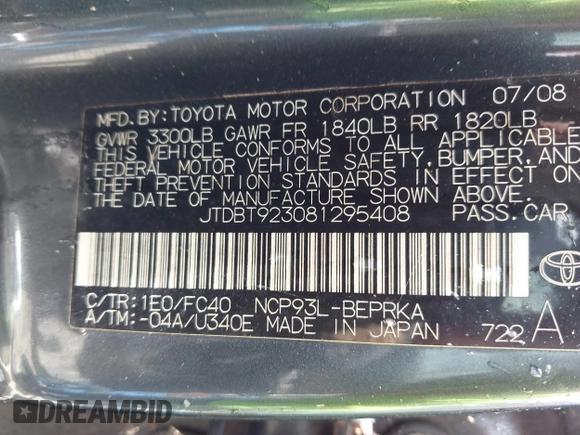 MFD.BY:TOYOTA MOTOR CORPORATION 07/08
GVWR 3300LB GAWR FR 1840LB RR 1820LB
THIS VEHICLE CONFORMS TO ALL APPLICABLE
FEDERAL MOTOR VEHICLE SAFETY,BUMPER,AND
THEFT PREVENTION STANDARDS IN EFFECT ON
THE DATE OF MANUFACTURE SHOWN ABOVE.
JTDBT923081295408 PASS.CAR
C/TR:1E0/FC40 NCP93L-BEPRKA
A/TM:-04A/U340E MADE IN JAPAN 722 A
DREAMBID